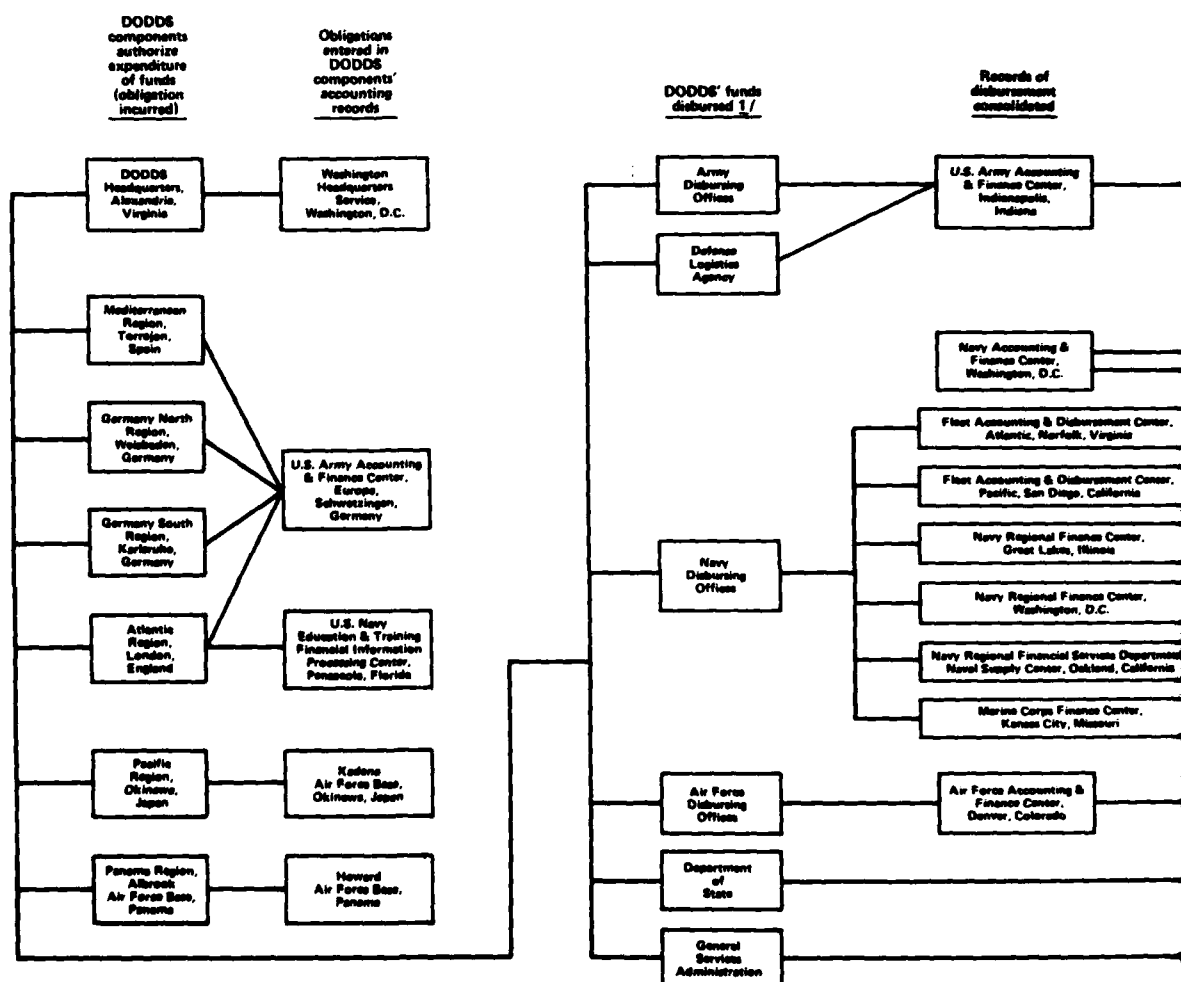 DODDS
components
authorize
expenditure
of funds
(obligation
incurred)
Obligations
entered in
DODDS
components'
accounting
records
DODDS' funds
disbursed 1/
Records of
disbursement
consolidated
DODDS
Headquarters,
Alexandria,
Virginia
Washington
Headquarters
Service,
Washington, D.C.
Mediterranean
Region,
Torrejon,
Spain
Germany North
Region,
Weisbaden,
Germany
Germany South
Region,
Karlsruhe,
Germany
Atlantic
Region,
London,
England
U.S. Army Accounting
& Finance Center,
Europe,
Schwetzingen,
Germany
U.S. Navy
Education & Training
Financial Information
Processing Center,
Pensacola, Florida
Pacific
Region,
Okinawa,
Japan
Kadena
Air Force Base,
Okinawa, Japan
Panama Region,
Albrook
Air Force Base,
Panama
Howard
Air Force Base,
Panama
Army
Disbursing
Offices
Defense
Logistics
Agency
U.S. Army Accounting
& Finance Center,
Indianapolis,
Indiana
Navy Accounting &
Finance Center,
Washington, D.C.
Navy
Disbursing
Offices
Fleet Accounting & Disbursement Center,
Atlantic, Norfolk, Virginia
Fleet Accounting & Disbursement Center,
Pacific, San Diego, California
Navy Regional Finance Center,
Great Lakes, Illinois
Navy Regional Finance Center,
Washington, D.C.
Navy Regional Financial Services Department
Naval Supply Center, Oakland, California
Marine Corps Finance Center,
Kansas City, Missouri
Air Force
Disbursing
Offices
Air Force Accounting &
Finance Center,
Denver, Colorado
Department
of
State
General
Services
Administration